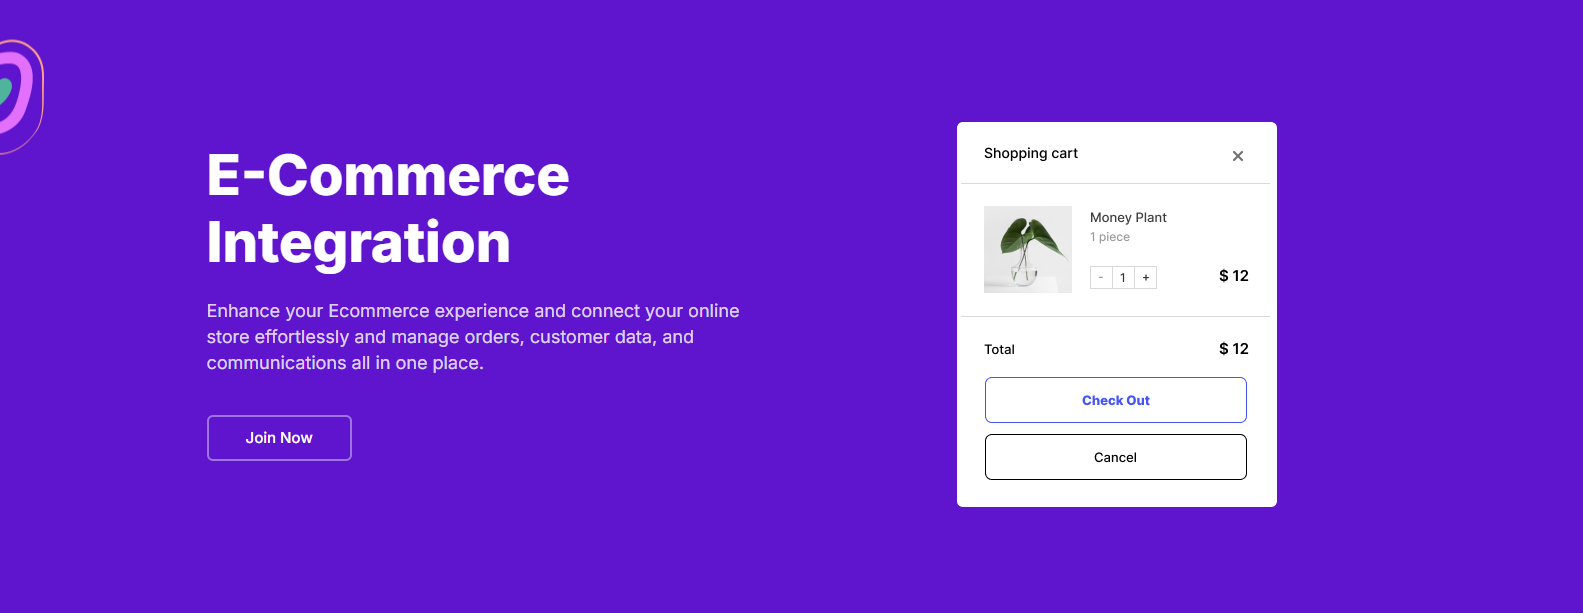 E-Commerce
Integration
Enhance your Ecommerce experience and connect your online
store effortlessly and manage orders, customer data, and
communications all in one place.
Join Now
Shopping cart
Money Plant
1 piece
- 1 +
$ 12
Total
$ 12
Check Out
Cancel